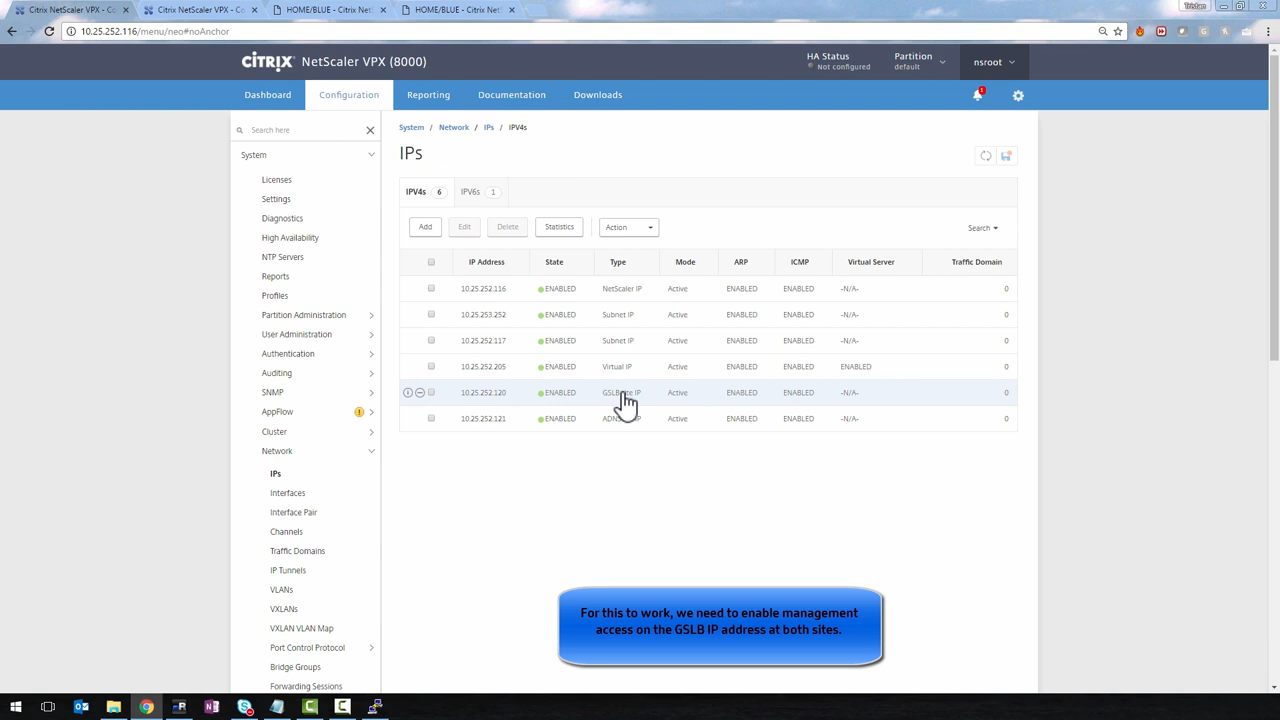 Citrix NetScaler VPX - Co
Citrix NetScaler VPX - Co
HOME/BLUE - Citrix NetSc
HOME/BLUE - Citrix NetSc
Tristan
10.25.252.116/menu/neo#noAnchor
CITRIX NetScaler VPX (8000)
HA Status
Not configured
Partition
default
nsroot
Dashboard
Configuration
Reporting
Documentation
Downloads
1
Search here
System
Licenses
Settings
Diagnostics
High Availability
NTP Servers
Reports
Profiles
Partition Administration
User Administration
Authentication
Auditing
SNMP
AppFlow
Cluster
Network
IPs
Interfaces
Interface Pair
Channels
Traffic Domains
IP Tunnels
VLANs
VXLANs
VXLAN VLAN Map
Port Control Protocol
Bridge Groups
Forwarding Sessions
System / Network / IPs / IPV4s
IPs
IPV4s 6 IPV6s 1
Add Edit Delete Statistics Action Search
IP Address State Type Mode ARP ICMP Virtual Server Traffic Domain
10.25.252.116 ENABLED NetScaler IP Active ENABLED ENABLED -N/A- 0
10.25.253.252 ENABLED Subnet IP Active ENABLED ENABLED -N/A- 0
10.25.252.117 ENABLED Subnet IP Active ENABLED ENABLED -N/A- 0
10.25.252.205 ENABLED Virtual IP Active ENABLED ENABLED ENABLED 0
10.25.252.120 ENABLED GSLB IP Active ENABLED ENABLED -N/A- 0
10.25.252.121 ENABLED Active ENABLED ENABLED -N/A- 0
For this to work, we need to enable management
access on the GSLB IP address at both sites.